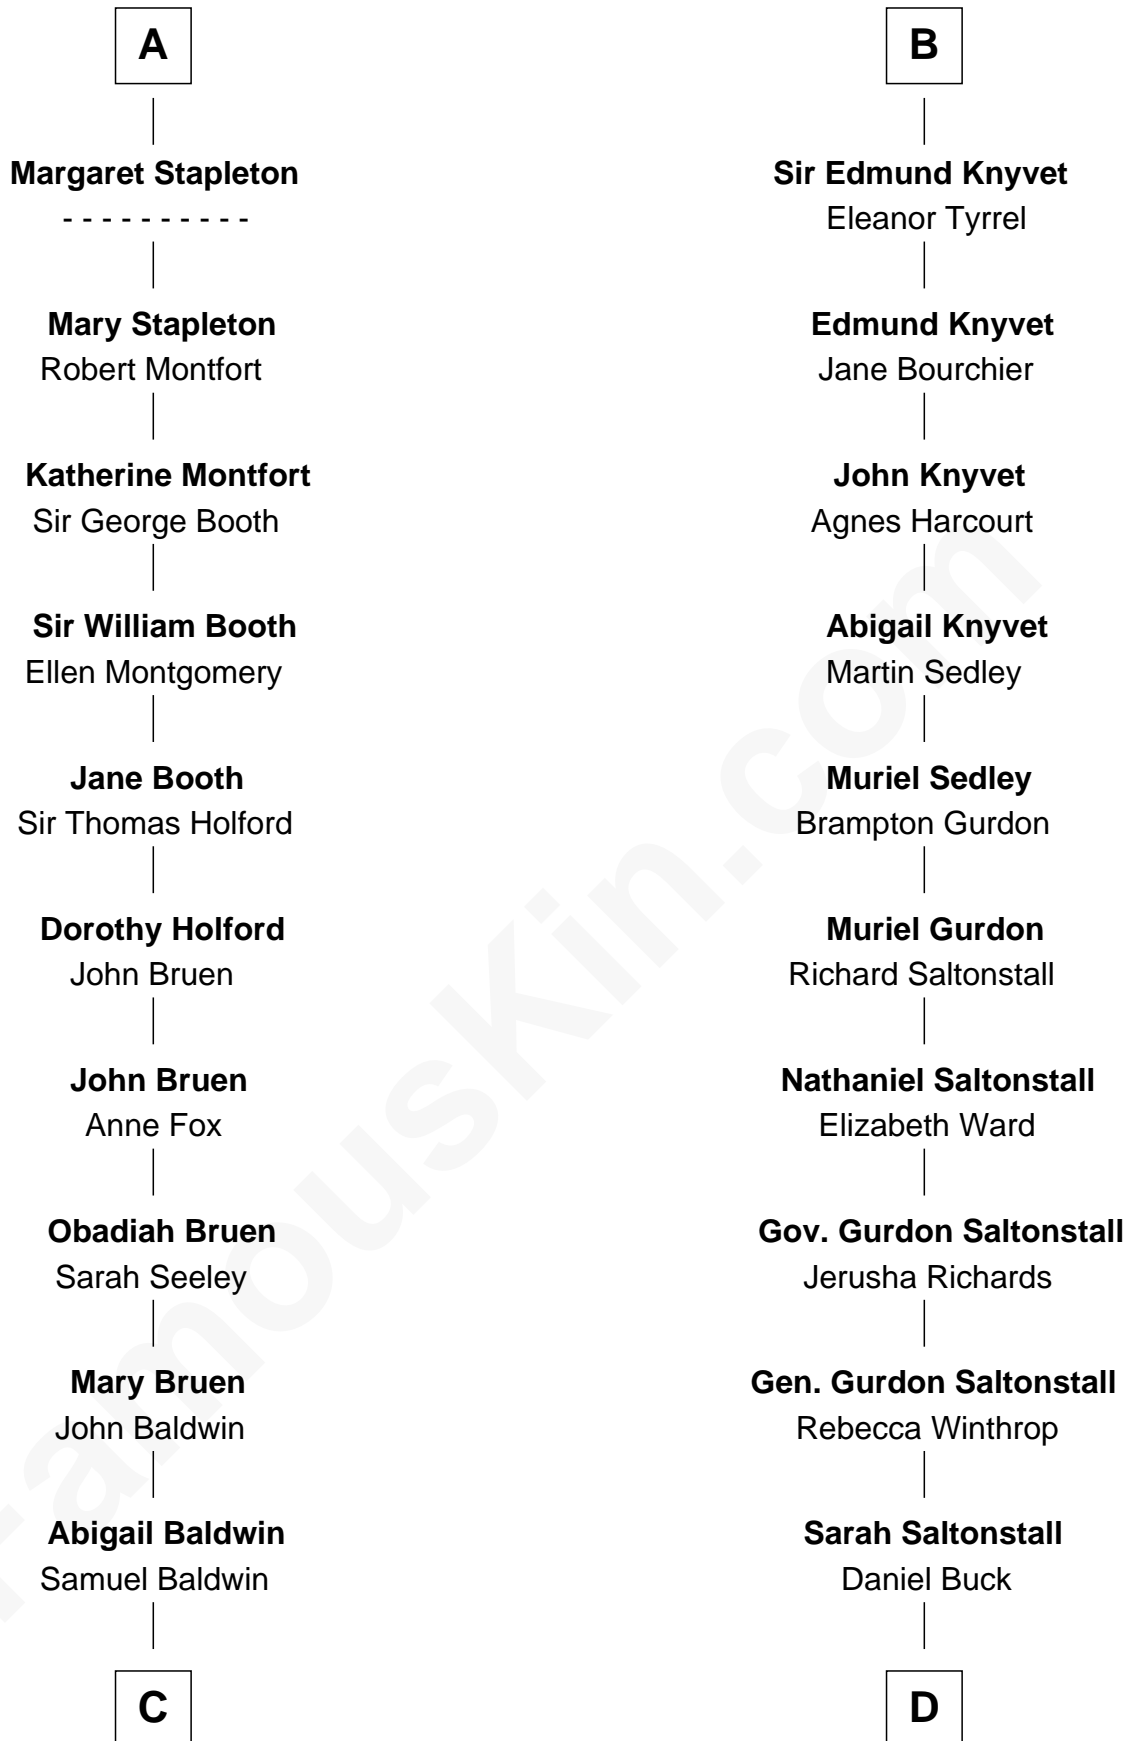 A
Margaret Stapleton
- - - - - - - - - -
Mary Stapleton
Robert Montfort
Katherine Montfort
Sir George Booth
Sir William Booth
Ellen Montgomery
Jane Booth
Sir Thomas Holford
Dorothy Holford
John Bruen
John Bruen
Anne Fox
Obadiah Bruen
Sarah Seeley
Mary Bruen
John Baldwin
Abigail Baldwin
Samuel Baldwin
C
B
Sir Edmund Knyvet
Eleanor Tyrrel
Edmund Knyvet
Jane Bourchier
John Knyvet
Agnes Harcourt
Abigail Knyvet
Martin Sedley
Muriel Sedley
Brampton Gurdon
Muriel Gurdon
Richard Saltonstall
Nathaniel Saltonstall
Elizabeth Ward
Gov. Gurdon Saltonstall
Jerusha Richards
Gen. Gurdon Saltonstall
Rebecca Winthrop
Sarah Saltonstall
Daniel Buck
D
FamousKin.com